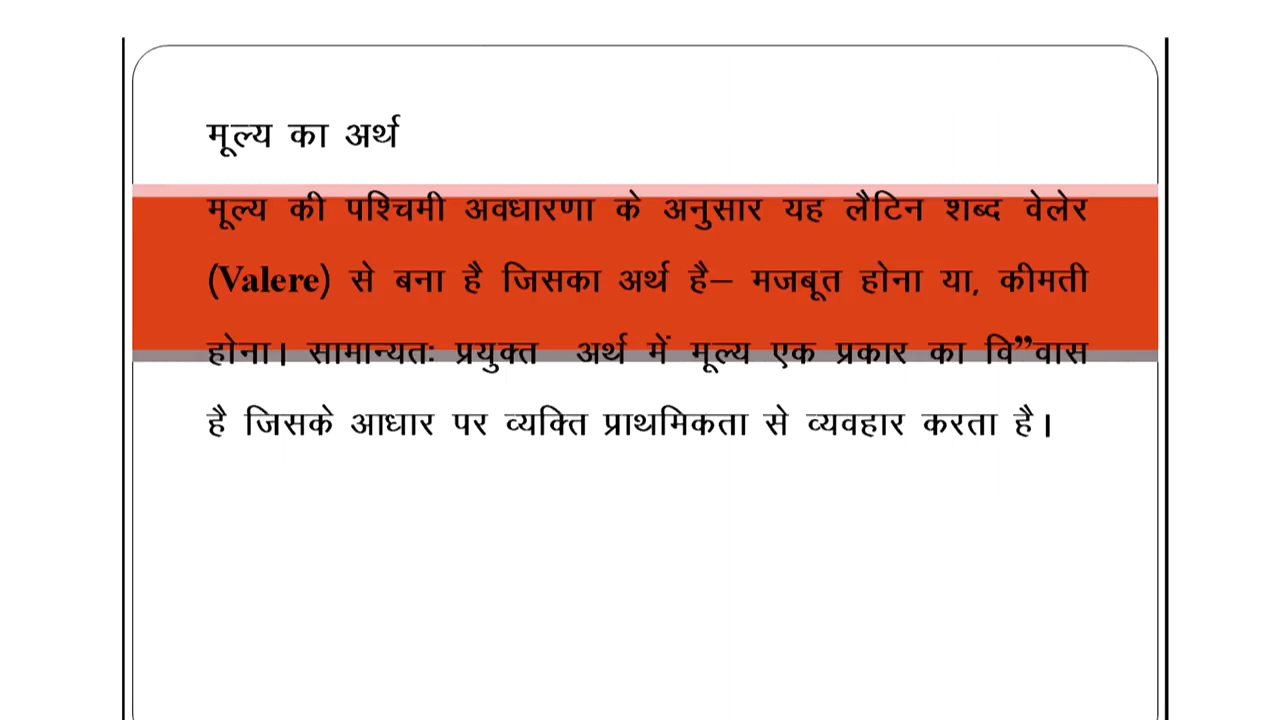 मूल्य का अर्थ
मूल्य की पश्चिमी अवधारणा के अनुसार यह लैटिन शब्द वेलेर
(Valere) से बना है जिसका अर्थ है– मजबूत होना या, कीमती
होना। सामान्यतः प्रयुक्त अर्थ में मूल्य एक प्रकार का वि”वास
है जिसके आधार पर व्यक्ति प्राथमिकता से व्यवहार करता है।